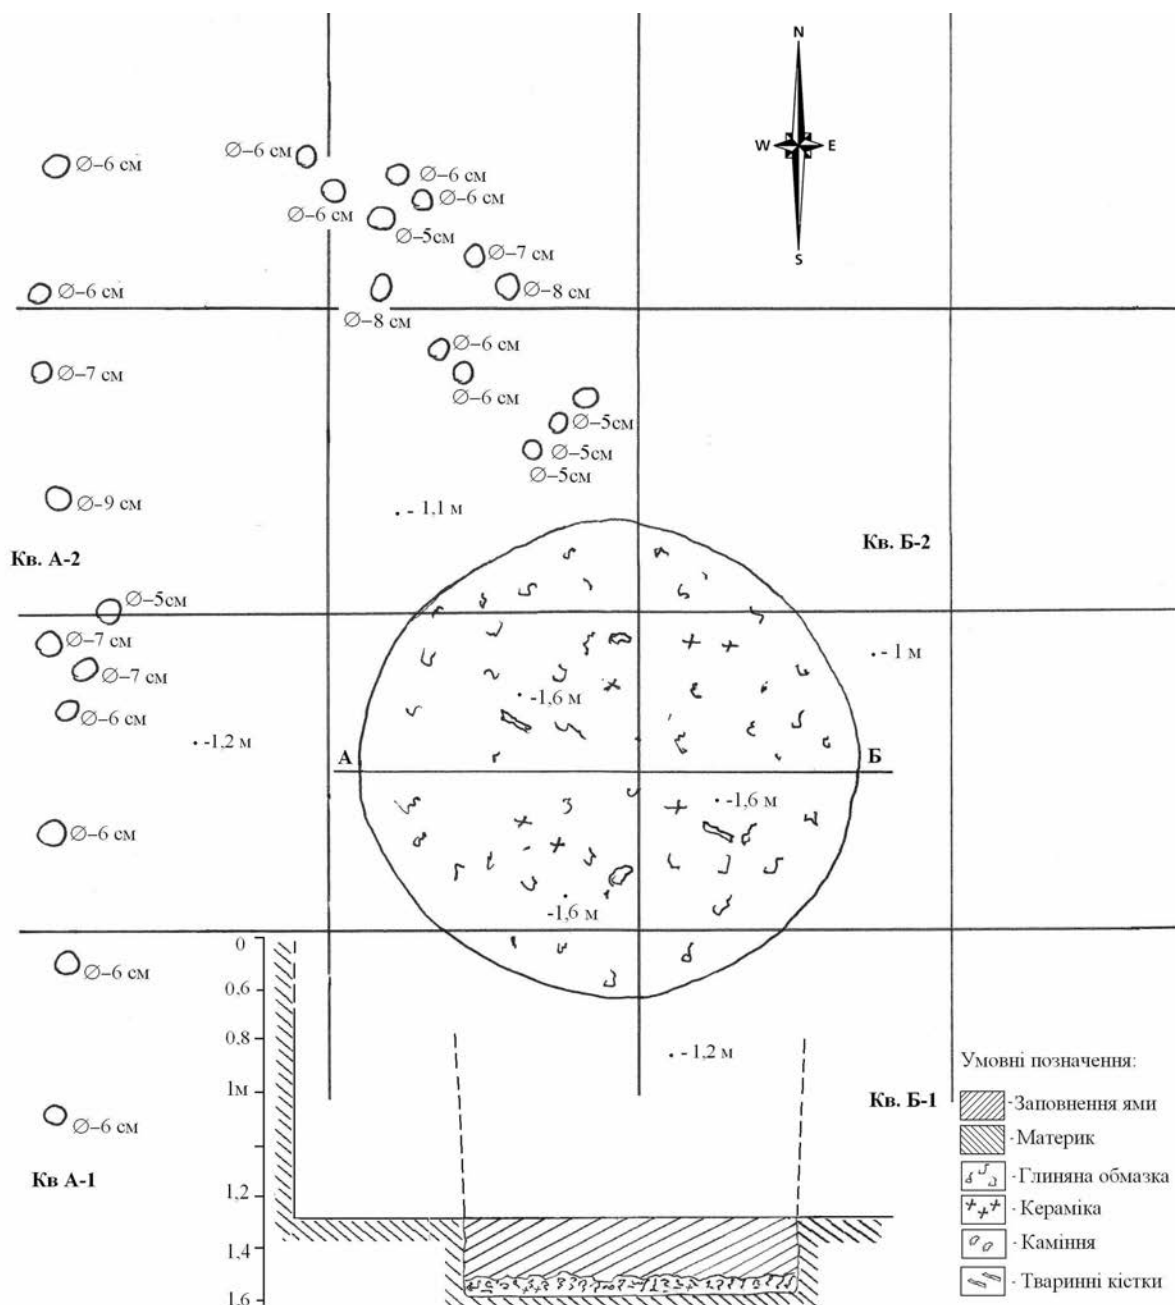 N
W E
S
Ø–6 см
Ø–6 см
Ø–6 см
Ø–6 см
Ø–6 см
Ø–5см
Ø–7 см
Ø–6 см
Ø–8 см
Ø–8 см
Ø–6 см
Ø–7 см
Ø–6 см
Ø–5см
Ø–5см
Ø–5см
Ø–9 см
- 1,1 м
Кв. А-2
Кв. Б-2
Ø–5см
Ø–7 см
- 1 м
Ø–7 см
-1,6 м
Ø–6 см
-1,2 м
А
Б
-1,6 м
Ø–6 см
-1,6 м
0
Ø–6 см
0,6
0,8
- 1,2 м
1м
Кв. Б-1
Ø–6 см
Кв А-1
1,2
1,4
1,6
Умовні позначення:
- Заповнення ями
- Материк
- Глиняна обмазка
- Кераміка
- Каміння
- Тваринні кістки